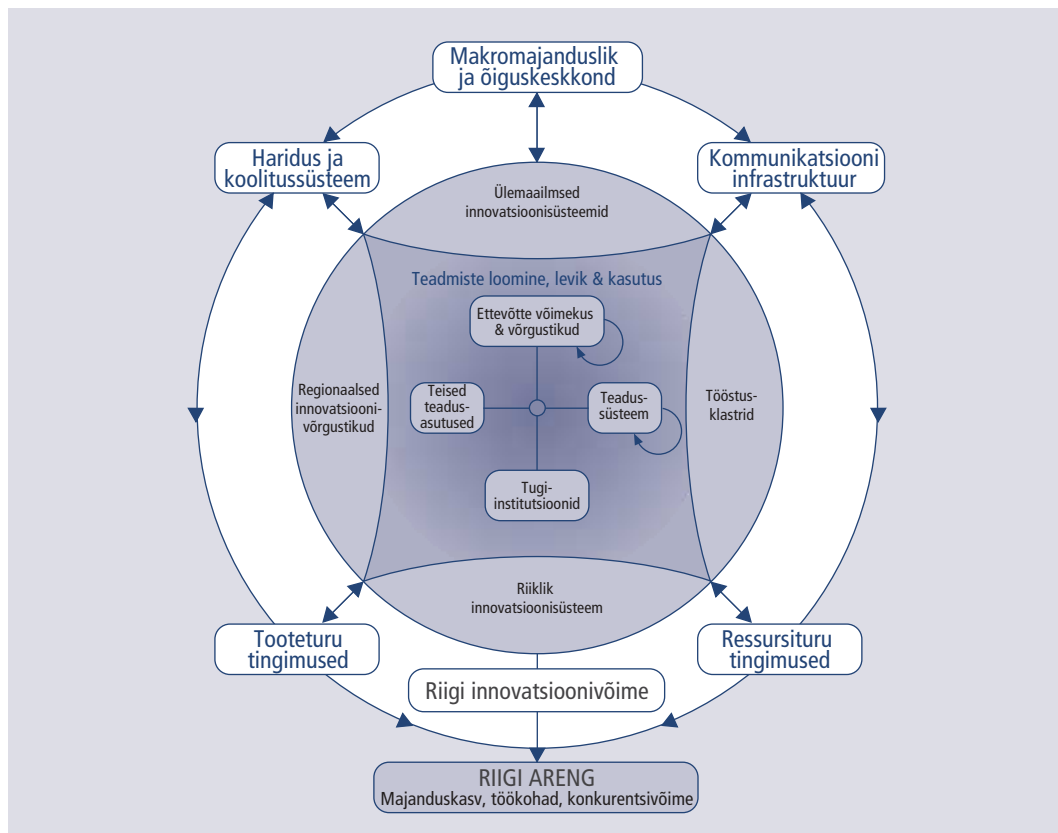 Makromajanduslik
ja õiguskeskkond
Haridus ja
koolitussüsteem
Kommunikatsiooni
infrastruktuur
Ülemaailmsed
innovatsioonisüsteemid
Teadmiste loomine, levik & kasutus
Ettevõtte võimekus
& võrgustikud
Regionaalsed
innovatsiooni-
võrgustikud
Teised
teadus-
asutused
Teadus-
süsteem
Tööstus-
klastrid
Tugi-
institutsioonid
Riiklik
innovatsioonisüsteem
Tooteturu
tingimused
Ressursituru
tingimused
Riigi innovatsioonivõime
RIIGI ARENG
Majanduskasv, töökohad, konkurentsivõime